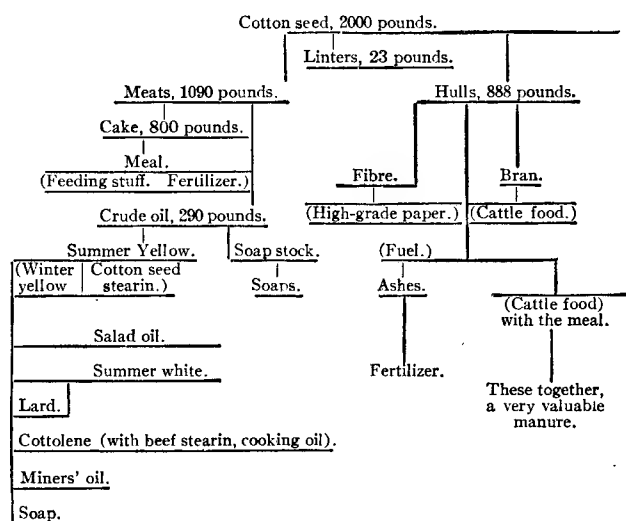 Cotton seed, 2000 pounds.
Linters, 23 pounds.
Meats, 1090 pounds.
Hulls, 888 pounds.
Cake, 800 pounds.
Meal.
(Feeding stuff. Fertilizer.)
Fibre.
Bran.
(High-grade paper.)
(Cattle food.)
Crude oil, 290 pounds.
Summer Yellow.
Soap stock.
(Fuel.)
(Winter yellow
Cotton seed stearin.)
Soaps.
Ashes.
(Cattle food)
with the meal.
Salad oil.
Summer white.
Fertilizer.
Lard.
These together,
a very valuable
manure.
Cottolene (with beef stearin, cooking oil).
Miners' oil.
Soap.